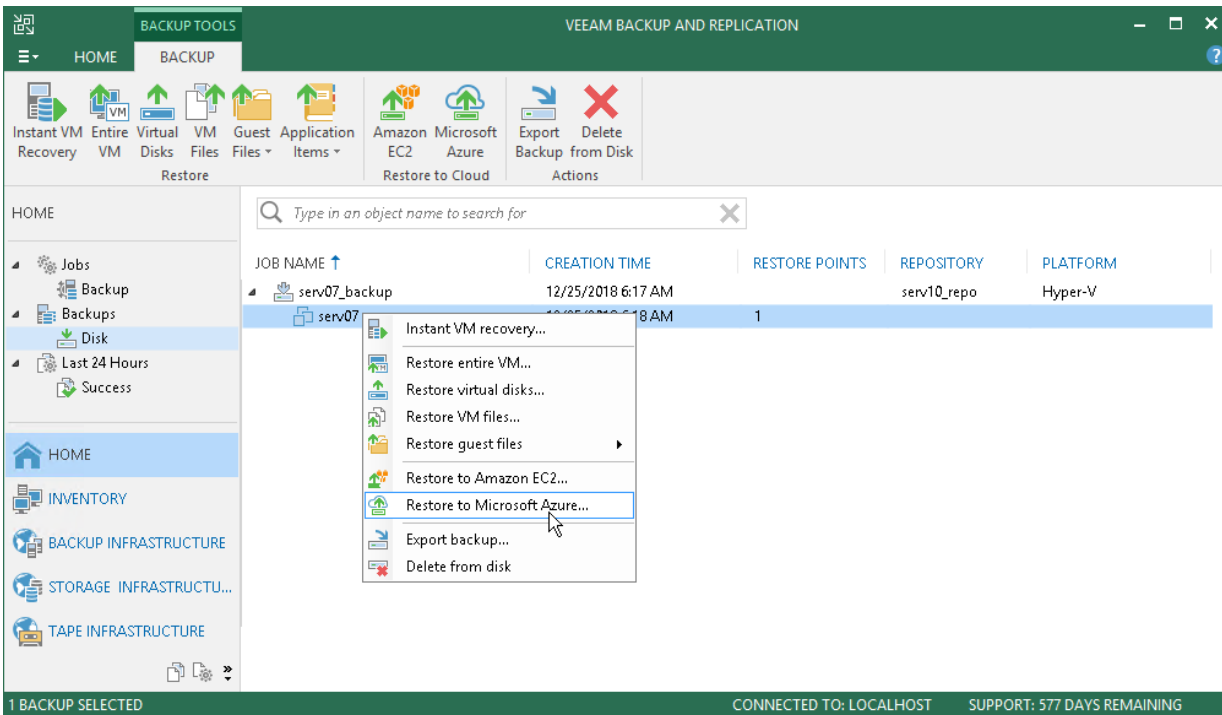 BACKUP TOOLS
VEEAM BACKUP AND REPLICATION
HOME
BACKUP
?
Instant VM Recovery
Entire VM
Virtual Disks
VM Files
Guest Files
Application Items
Restore
Amazon EC2
Microsoft Azure
Restore to Cloud
Export Backup
Delete from Disk
Actions
HOME
Jobs
Backup
Backups
Disk
Last 24 Hours
Success
HOME
INVENTORY
BACKUP INFRASTRUCTURE
STORAGE INFRASTRUCTU...
TAPE INFRASTRUCTURE
Type in an object name to search for
JOB NAME CREATION TIME RESTORE POINTS REPOSITORY PLATFORM
serv07_backup 12/25/2018 6:17 AM serv10_repo Hyper-V
serv07 8 AM 1
Instant VM recovery...
Restore entire VM...
Restore virtual disks...
Restore VM files...
Restore guest files
Restore to Amazon EC2...
Restore to Microsoft Azure...
Export backup...
Delete from disk
1 BACKUP SELECTED
CONNECTED TO: LOCALHOST
SUPPORT: 577 DAYS REMAINING